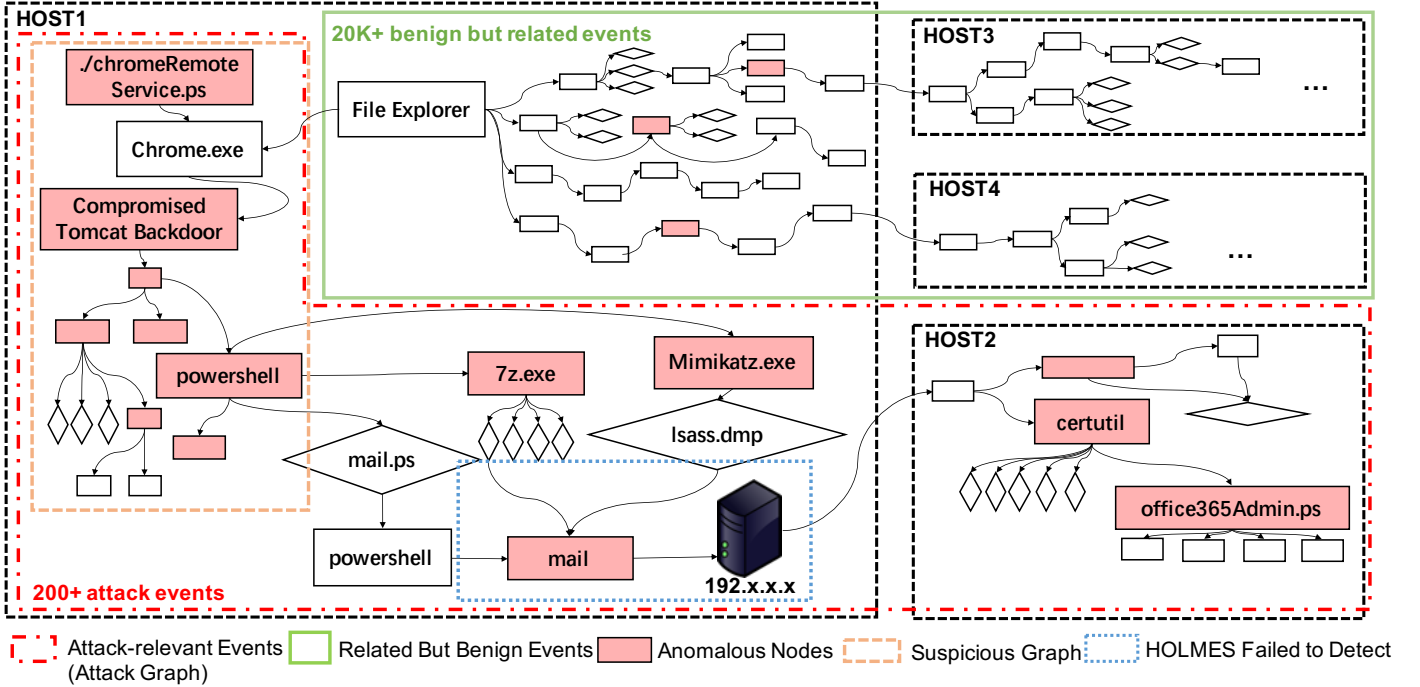 HOST1
20K+ benign but related events
HOST3
./chromeRemote
Service.ps
File Explorer
...
Chrome.exe
HOST4
Compromised
Tomcat Backdoor
...
HOST2
Mimikatz.exe
powershell
7z.exe
certutil
lsass.dmp
mail.ps
office365Admin.ps
powershell
mail
192.x.x.x
200+ attack events
Attack-relevant Events
(Attack Graph)
Related But Benign Events
Anomalous Nodes
Suspicious Graph
HOLMES Failed to Detect